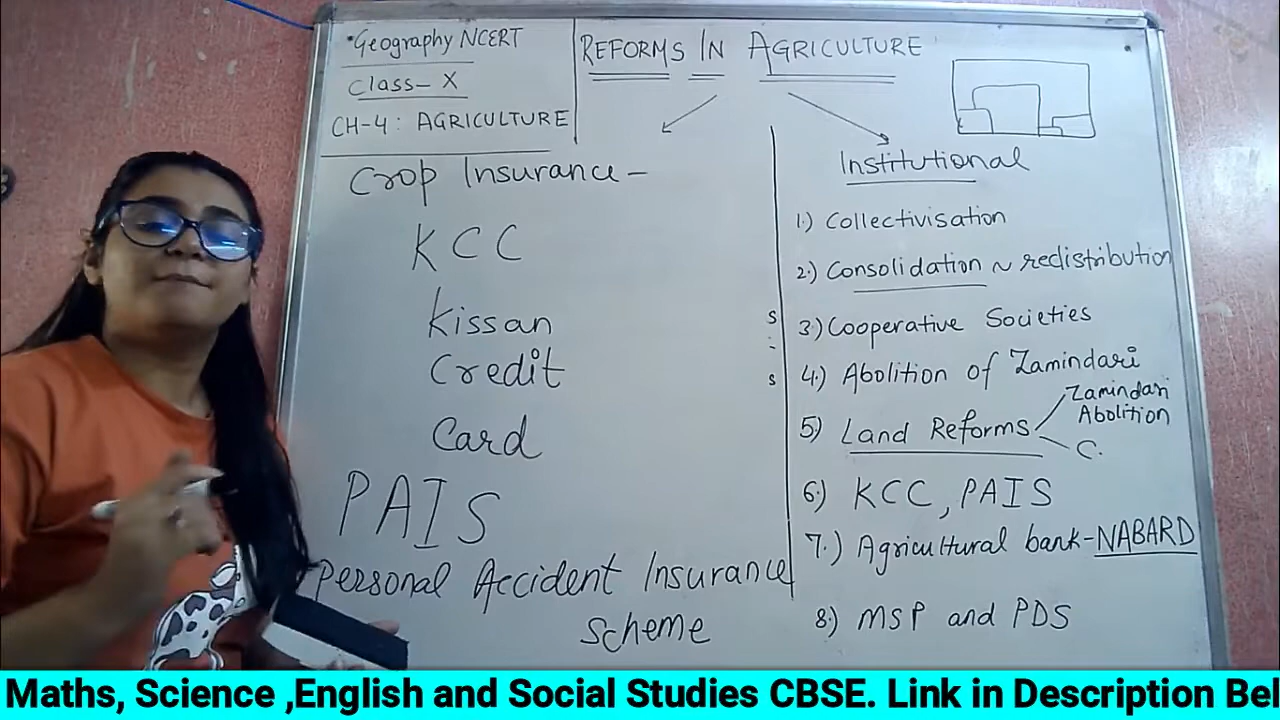 Geography NCERT
Class- X
CH-4: AGRICULTURE
REFORMS IN AGRICULTURE
Crop Insurance-
KCC
Kissan
Credit
Card
PAIS
Personal Accident Insurance
Scheme
Institutional
1.) Collectivisation
2.) Consolidation ~ redistribution
3.) Cooperative Societies
4.) Abolition of Zamindari
5) Land Reforms
Zamindari
Abolition
C.
6.) KCC, PAIS
7.) Agricultural bank-NABARD
8.) MSP and PDS
s
s
Maths, Science ,English and Social Studies CBSE. Link in Description Bel